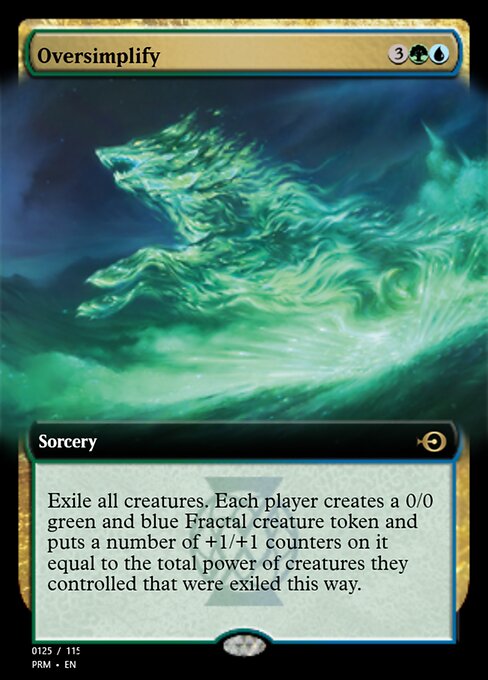 Oversimplify 3
Sorcery
Exile all creatures. Each player creates a 0/0
green and blue Fractal creature token and
puts a number of +1/+1 counters on it
equal to the total power of creatures they
controlled that were exiled this way.
0125 / 115
PRM • EN